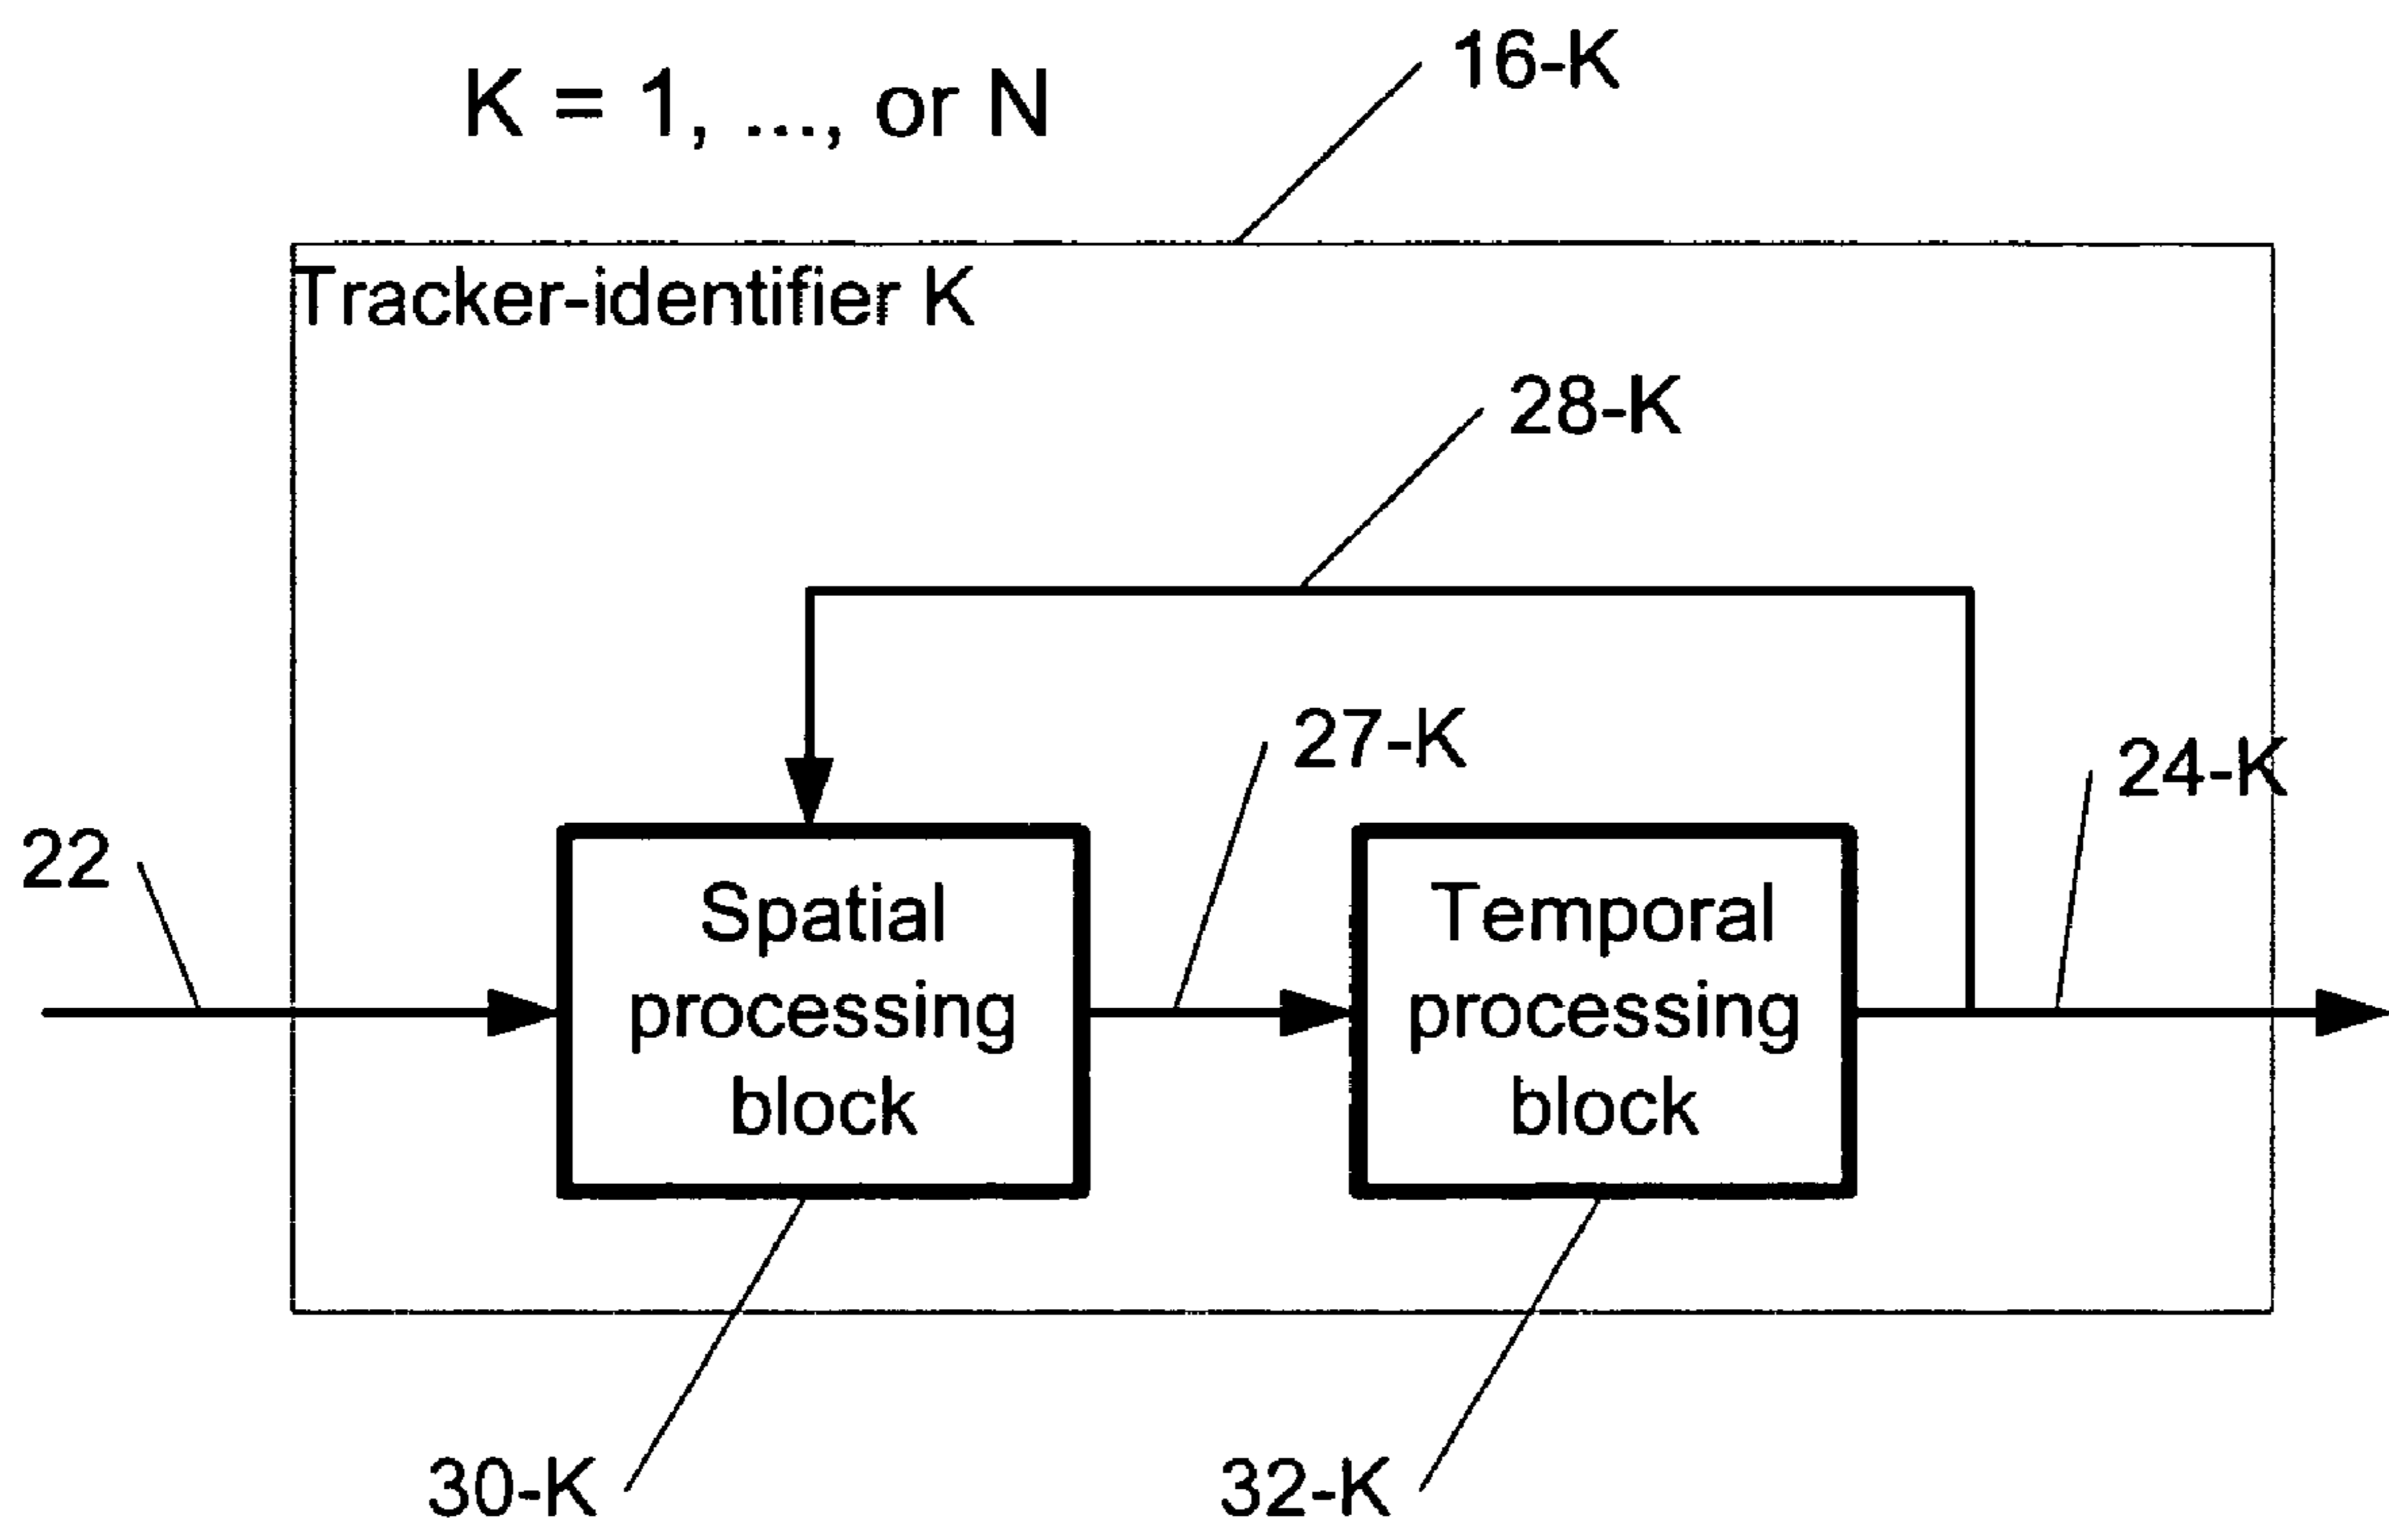 K = 1, ..., or N
16-K
Tracker-identifier K
28-K
27-K
24-K
22
Spatial
processing
block
Temporal
processing
block
30-K
32-K